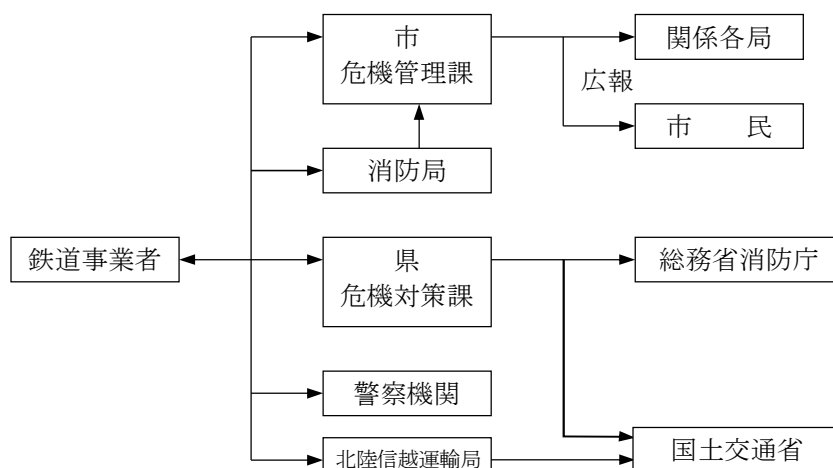 市
危機管理課
関係各局
広報
市　　民
消防局
鉄道事業者
県
危機対策課
総務省消防庁
警察機関
北陸信越運輸局
国土交通省